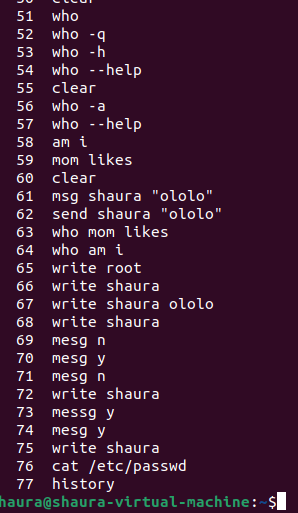 50 clear
51 who
52 who -q
53 who -h
54 who --help
55 clear
56 who -a
57 who --help
58 am i
59 mom likes
60 clear
61 msg shaura "ololo"
62 send shaura "ololo"
63 who mom likes
64 who am i
65 write root
66 write shaura
67 write shaura ololo
68 write shaura
69 mesg n
70 mesg y
71 mesg n
72 write shaura
73 messg y
74 mesg y
75 write shaura
76 cat /etc/passwd
77 history
haura@shaura-virtual-machine:~$